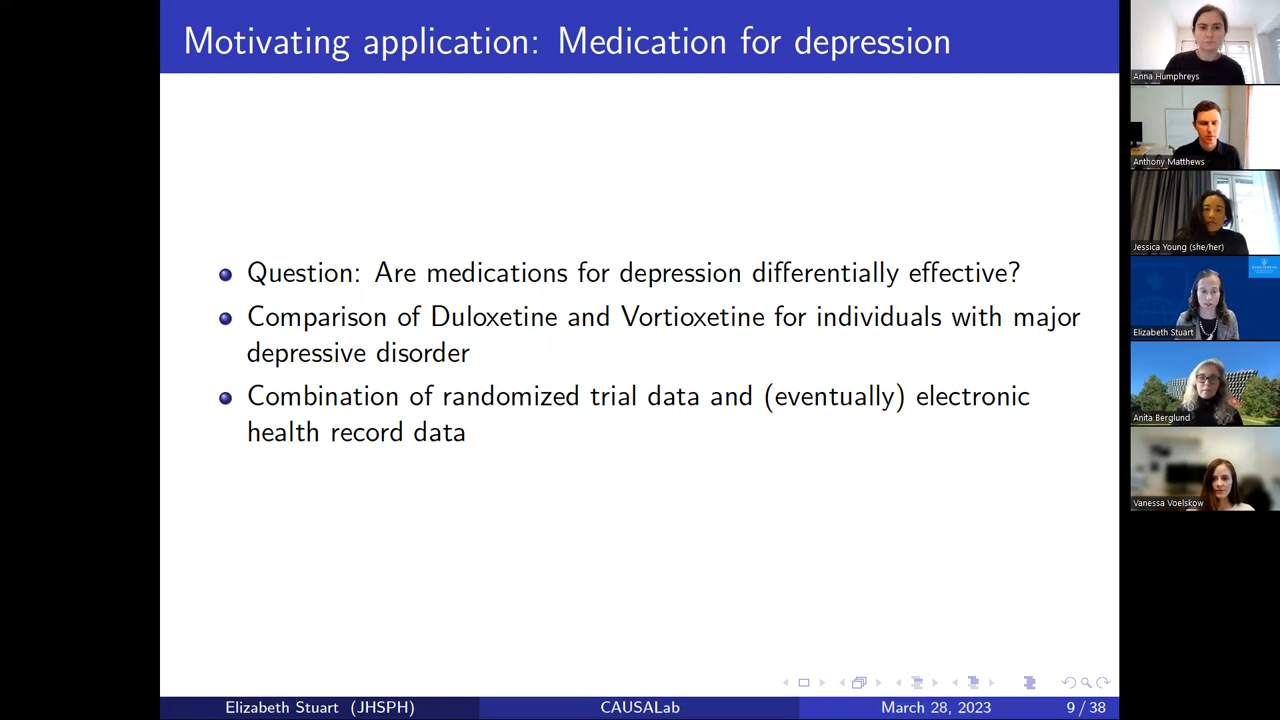 Motivating application: Medication for depression
Question: Are medications for depression differentially effective?
Comparison of Duloxetine and Vortioxetine for individuals with major
depressive disorder
Combination of randomized trial data and (eventually) electronic
health record data
Elizabeth Stuart (JHSPH)
CAUSALab
March 28, 2023
9 / 38
Anna Humphreys
Anthony Matthews
Jessica Young (she/her)
Elizabeth Stuart
Anita Berglund
Vanessa Voelskow